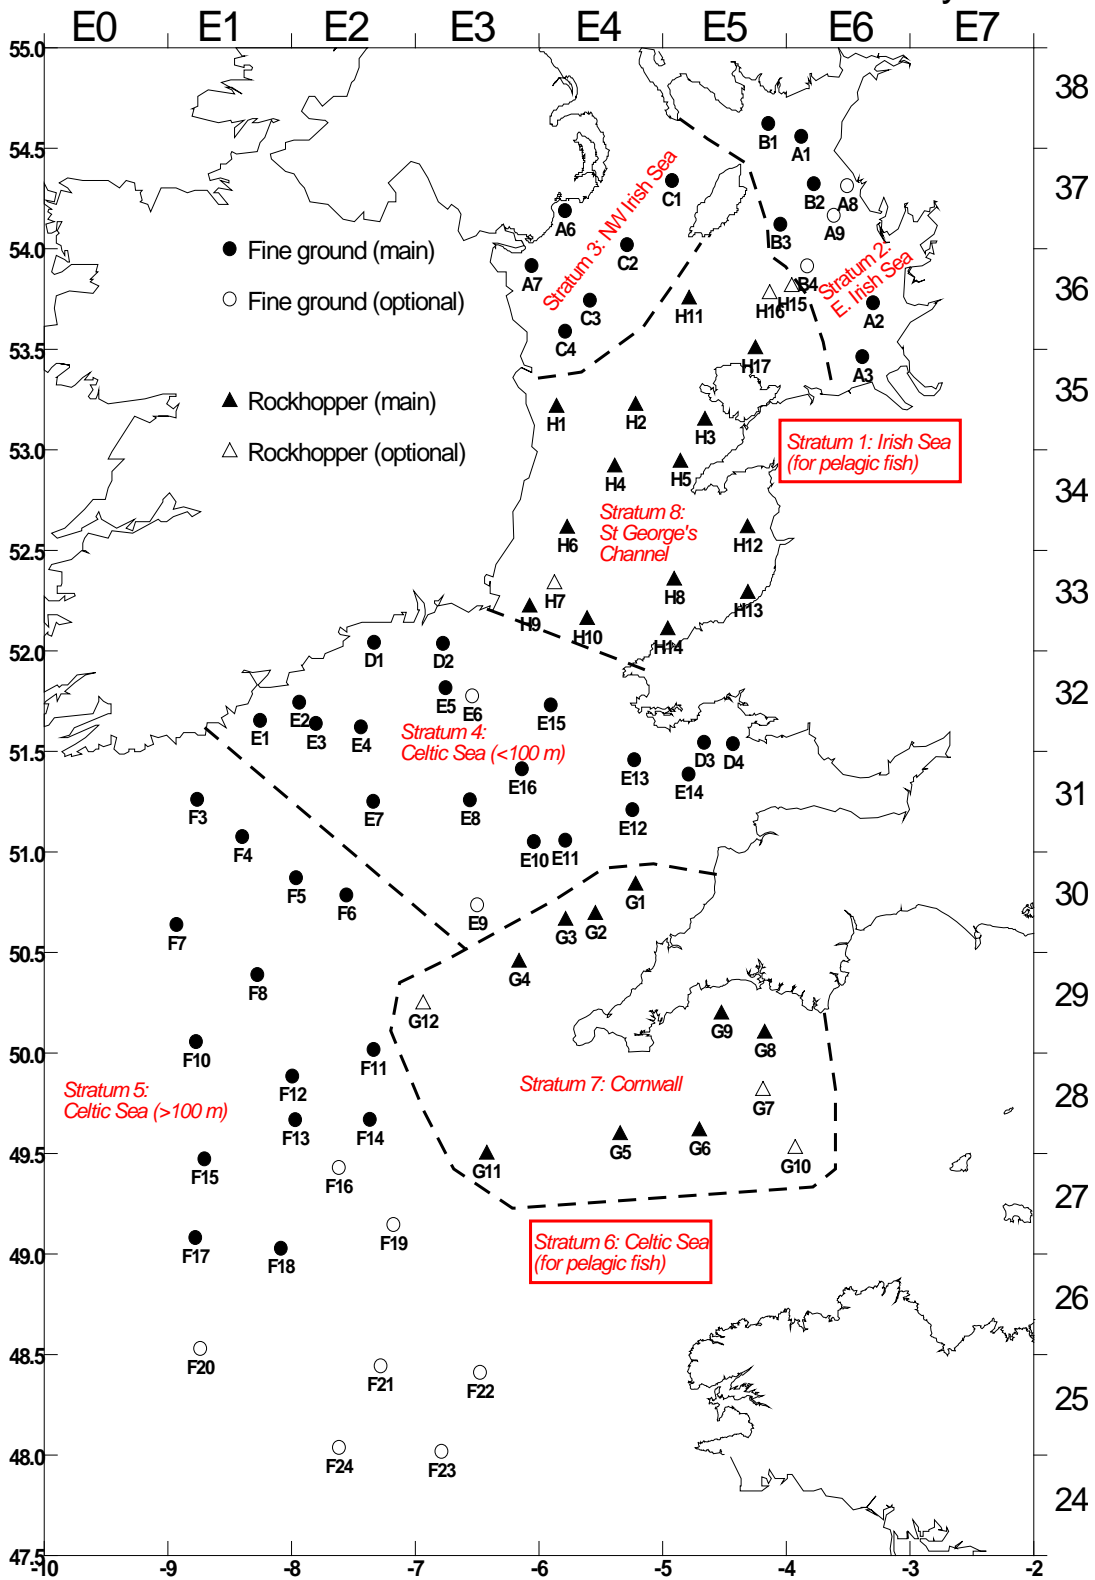 y
E0 E1 E2 E3 E4 E5 E6 E7
55.0
38
B1 A1
54.5
37
C1 B2 A8
A6 A9
Stratum 3: NW Irish Sea
B3
54.0
Fine ground (main)
C2
Stratum 2:
E. Irish Sea
A7 B4
36
Fine ground (optional)
C3 H11 H16 H15 A2
C4
53.5
H17 A3
35
Rockhopper (main)
H1 H2 H3
Stratum 1: Irish Sea
(for pelagic fish)
53.0
Rockhopper (optional)
H4 H5
34
Stratum 8:
St George's
Channel
H6 H12
52.5
H7 H8 H13
33
H9 H10 H14
52.0
D1 D2
32
E5 E6
E1 E2 E3 E4 E15
Stratum 4:
Celtic Sea (<100 m)
51.5
D3 D4
E16 E13 E14
31
F3 E7 E8
E12
F4 E10 E11
51.0
30
F5 F6 E9 G1
F7 G3 G2
50.5
G4
F8
29
G12 G9 G8
F10
50.0
F11
Stratum 5:
Celtic Sea (>100 m)
F12
Stratum 7: Cornwall
28
G7
F13 F14
G5 G6
49.5
F15 F16 G11 G10
27
F19
Stratum 6: Celtic Sea
(for pelagic fish)
F17 F18
49.0
26
F20
48.5
F21 F22
25
48.0
F24 F23
24
47.5
-10 -9 -8 -7 -6 -5 -4 -3 -2